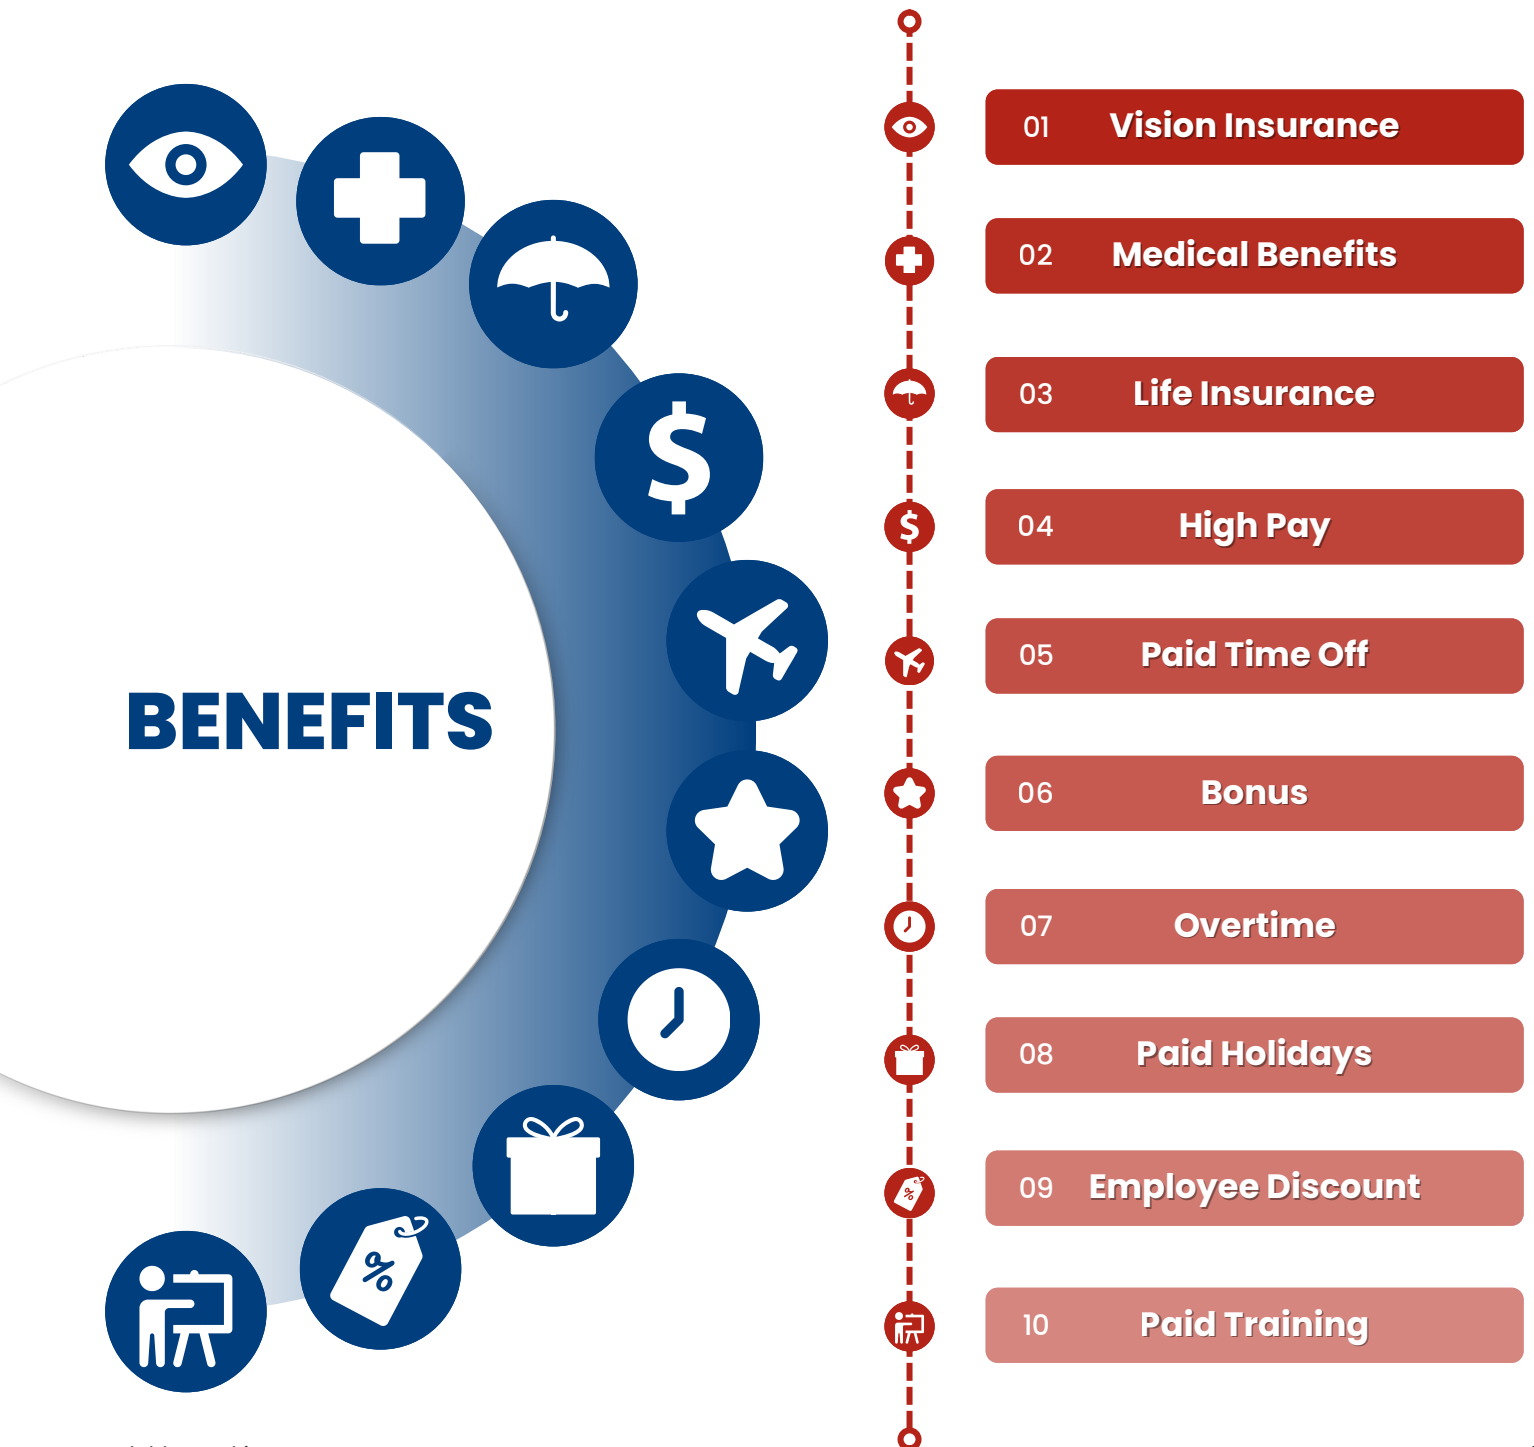 BENEFITS
01 Vision Insurance
02 Medical Benefits
03 Life Insurance
04 High Pay
05 Paid Time Off
06 Bonus
07 Overtime
08 Paid Holidays
09 Employee Discount
10 Paid Training